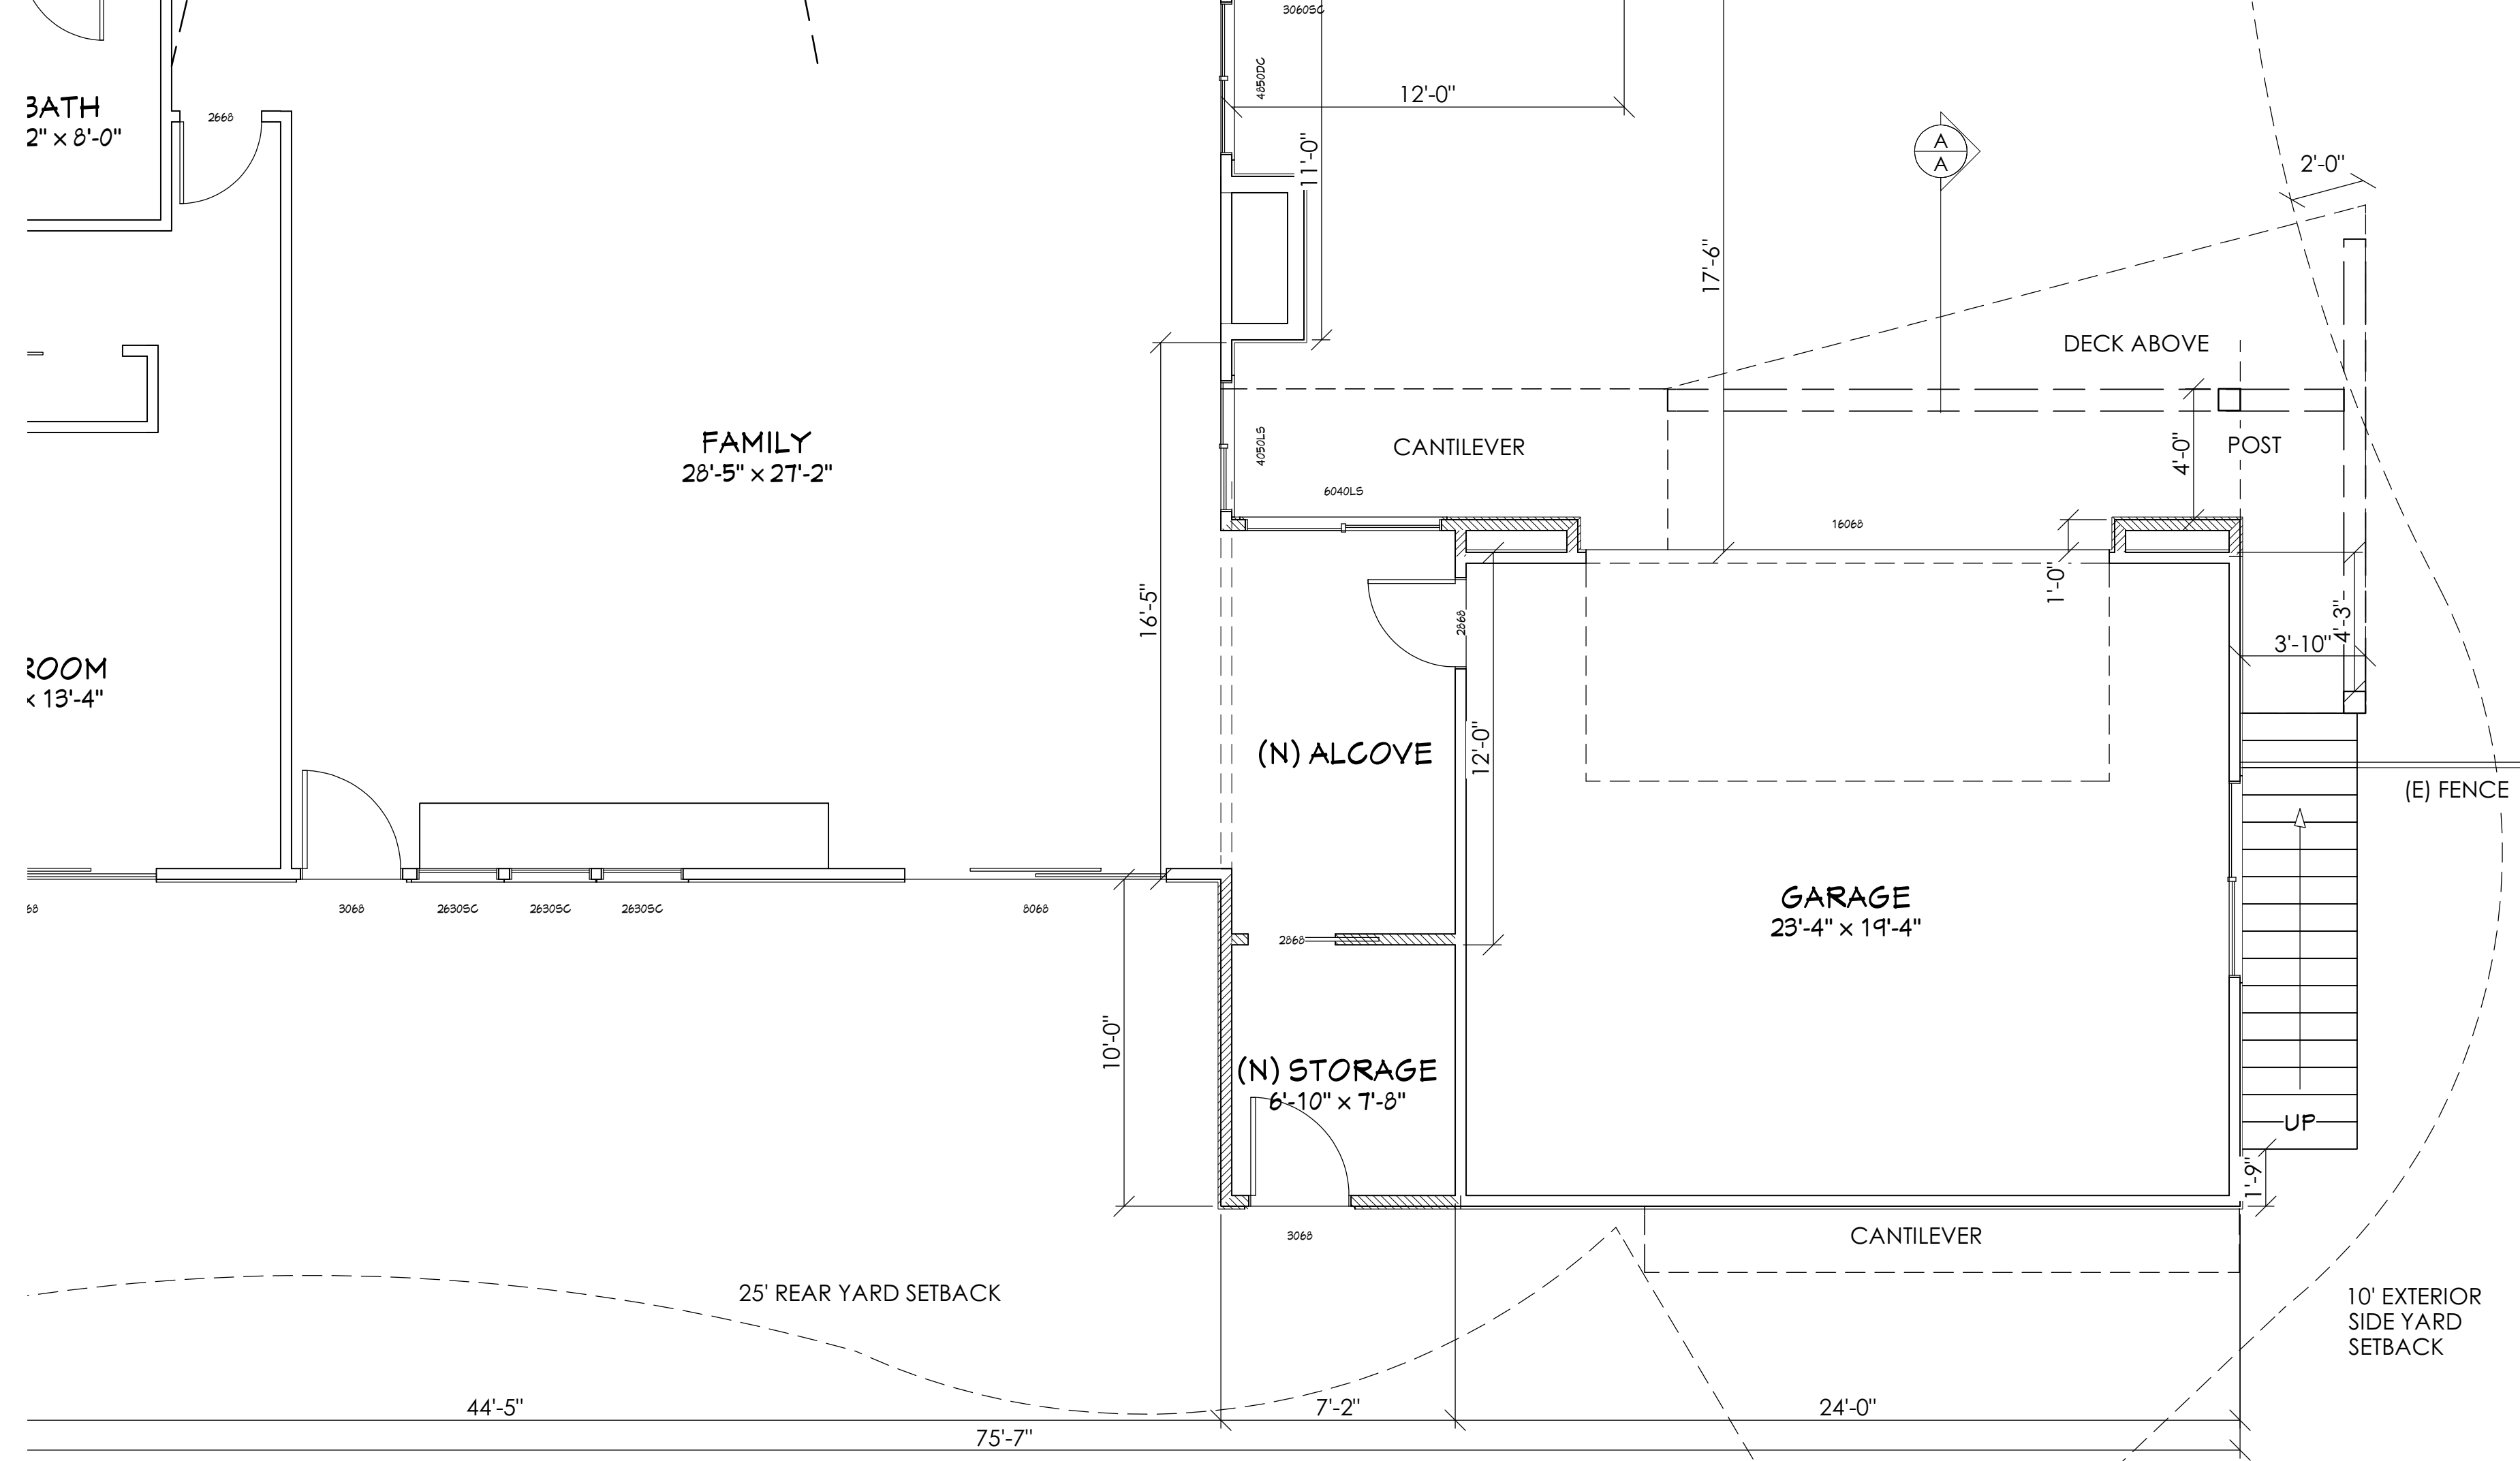 3060SC
4850DC
12'-0"
11'-0"
A
A
2'-0"
BATH
2" x 8'-0"
2668
17'-6"
DECK ABOVE
FAMILY
28'-5" x 27'-2"
4050LS
CANTILEVER
4'-0"
POST
6040LS
16068
1'-0"
16'-5"
2868
4'-3"
3'-10"
ROOM
x 13'-4"
(N) ALCOVE
12'-0"
(E) FENCE
GARAGE
23'-4" x 19'-4"
68
3068
2630SC
2630SC
2630SC
8068
2868
10'-0"
(N) STORAGE
6'-10" x 7'-8"
UP
1'-9"
3068
CANTILEVER
25' REAR YARD SETBACK
10' EXTERIOR
SIDE YARD
SETBACK
44'-5"
7'-2"
24'-0"
75'-7"